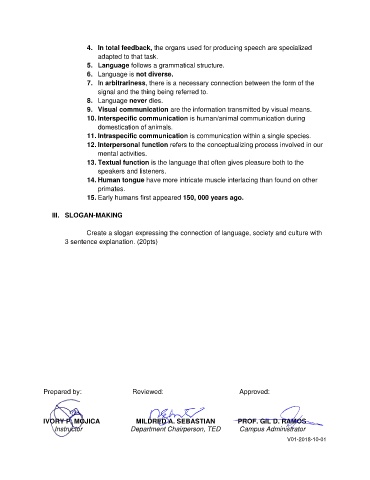 4. In total feedback, the organs used for producing speech are specialized
adapted to that task.
5. Language follows a grammatical structure.
6. Language is not diverse.
7. In arbitrariness, there is a necessary connection between the form of the
signal and the thing being referred to.
8. Language never dies.
9. Visual communication are the information transmitted by visual means.
10. Interspecific communication is human/animal communication during
domestication of animals.
11. Intraspecific communication is communication within a single species.
12. Interpersonal function refers to the conceptualizing process involved in our
mental activities.
13. Textual function is the language that often gives pleasure both to the
speakers and listeners.
14. Human tongue have more intricate muscle interlacing than found on other
primates.
15. Early humans first appeared 150, 000 years ago.
III. SLOGAN-MAKING
Create a slogan expressing the connection of language, society and culture with
3 sentence explanation. (20pts)
Prepared by: Reviewed: Approved:
IVORY P. MOJICA MILDRED A. SEBASTIAN PROF. GIL D. RAMOS
Instructor Department Chairperson, TED Campus Administrator
V01-2018-10-01